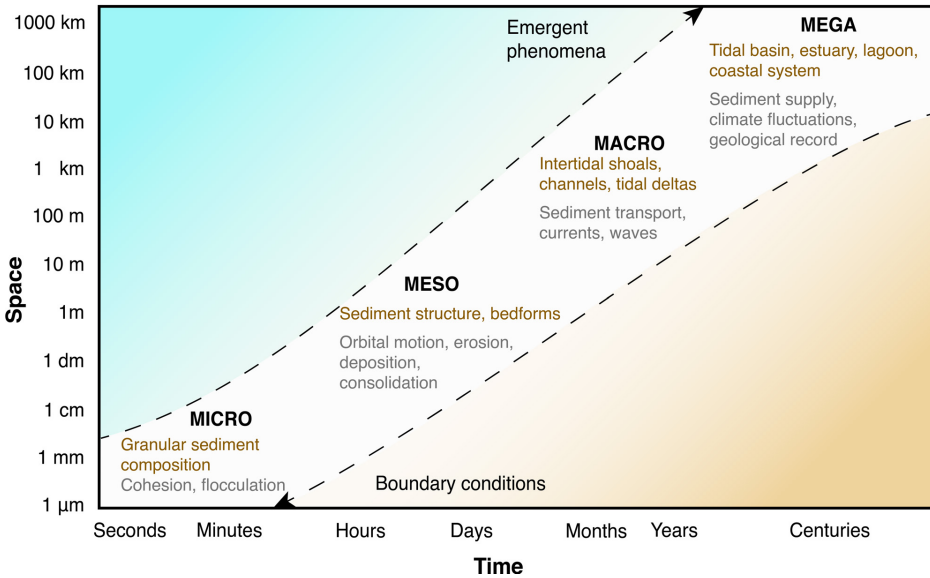 1000 km
100 km
10 km
1 km
100 m
10 m
1m
1 dm
1 cm
1 mm
1 µm
Space
Emergent
phenomena
MEGA
Tidal basin, estuary, lagoon,
coastal system
Sediment supply,
climate fluctuations,
geological record
MACRO
Intertidal shoals,
channels, tidal deltas
Sediment transport,
currents, waves
MESO
Sediment structure, bedforms
Orbital motion, erosion,
deposition,
consolidation
MICRO
Granular sediment
composition
Cohesion, flocculation
Boundary conditions
Seconds
Minutes
Hours
Days
Months
Years
Centuries
Time